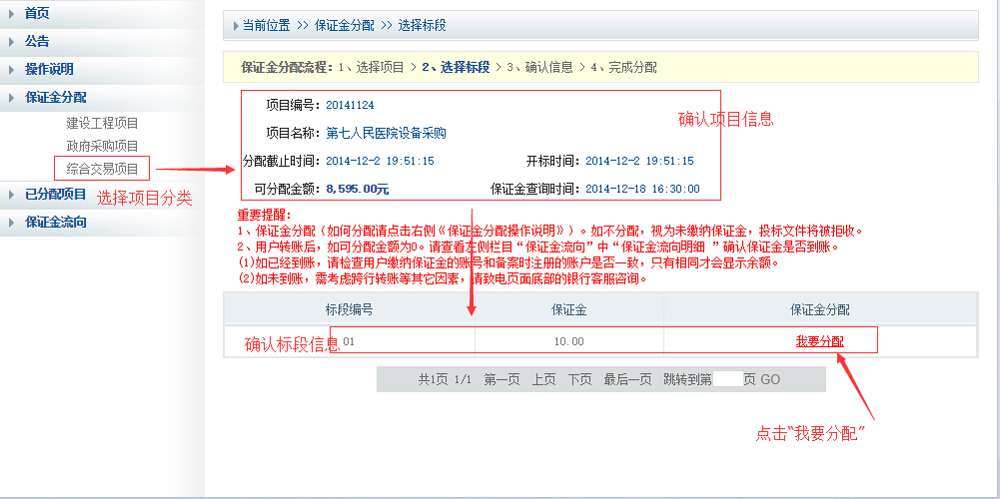 首页
公告
操作说明
保证金分配
建设工程项目
政府采购项目
综合交易项目
已分配项目
选择项目分类
保证金流向
当前位置 >> 保证金分配 >> 选择标段
保证金分配流程：1、选择项目 > 2、选择标段 > 3、确认信息 > 4、完成分配
项目编号：20141124
确认项目信息
项目名称：第七人民医院设备采购
分配截止时间：2014-12-2 19:51:15 开标时间：2014-12-2 19:51:15
可分配金额：8,595.00元 保证金查询时间：2014-12-18 16:30:00
重要提醒：
1、保证金分配（如何分配请点击右侧《保证金分配操作说明》）。如不分配，视为未缴纳保证金，投标文件将被拒收。
2、用户转账后，如可分配金额为0。请查看左侧栏目“保证金流向”中“保证金流向明细 ”确认保证金是否到账。
(1)如已经到账，请检查用户缴纳保证金的账号和备案时注册的账户是否一致，只有相同才会显示余额。
(2)如未到账，需考虑跨行转账等其它因素，请致电页面底部的银行客服咨询。
标段编号 保证金 保证金分配
确认标段信息 01 10.00 我要分配
共1页 1/1 第一页 上页 下页 最后一页 跳转到第 页 GO
点击“我要分配”